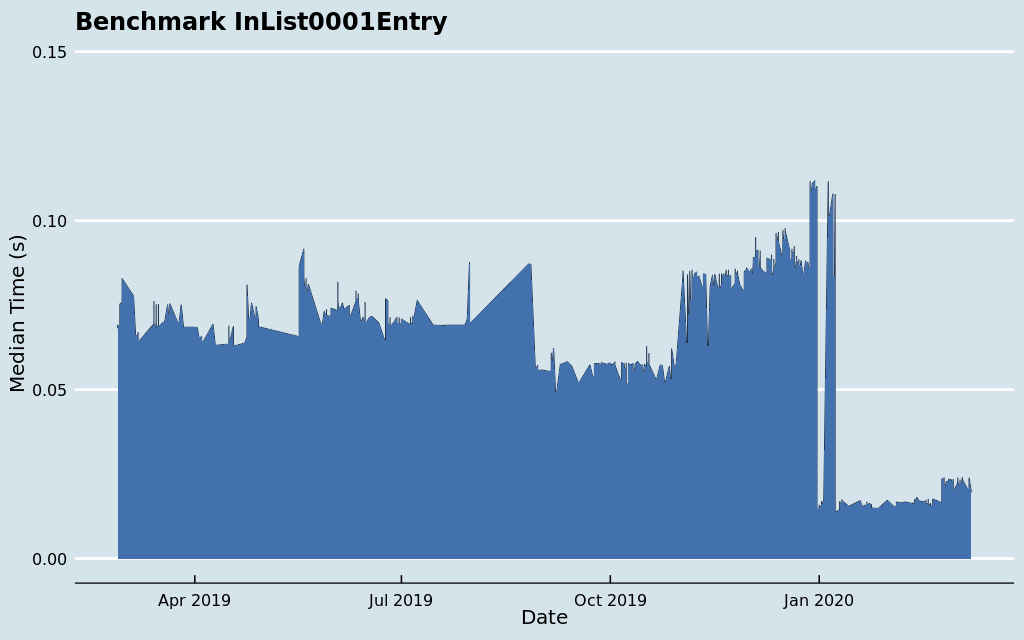 Benchmark InList0001Entry
0.15
0.10
0.05
0.00
Median Time (s)
Apr 2019
Jul 2019
Oct 2019
Jan 2020
Date